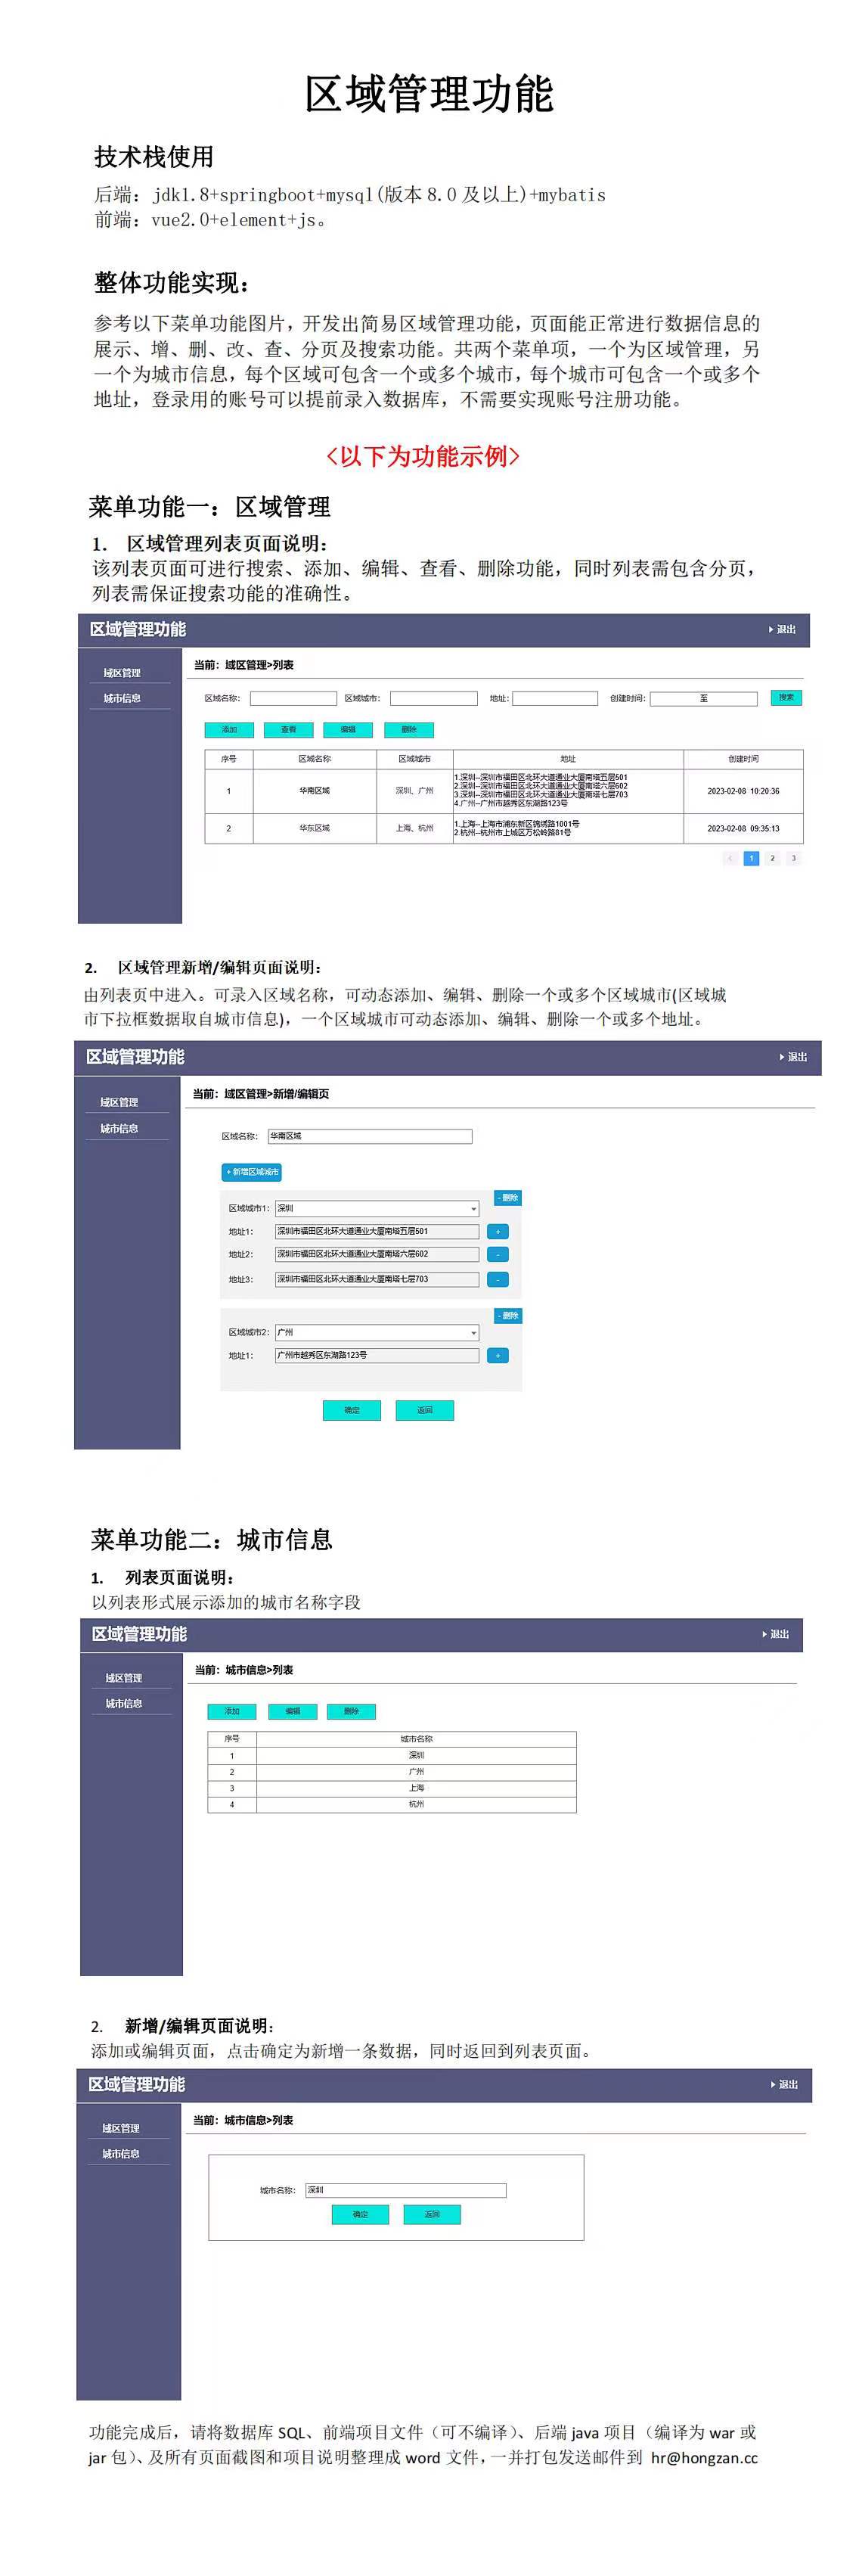 区域管理功能
技术栈使用
后端：jdk1.8+springboot+mysql(版本 8.0 及以上)+mybatis
前端：vue2.0+element+js。
整体功能实现：
参考以下菜单功能图片，开发出简易区域管理功能，页面能正常进行数据信息的
展示、增、删、改、查、分页及搜索功能。共两个菜单项，一个为区域管理，另
一个为城市信息，每个区域可包含一个或多个城市，每个城市可包含一个或多个
地址，登录用的账号可以提前录入数据库，不需要实现账号注册功能。
<以下为功能示例>
菜单功能一：区域管理
1. 区域管理列表页面说明：
该列表页面可进行搜索、添加、编辑、查看、删除功能，同时列表需包含分页，
列表需保证搜索功能的准确性。
区域管理功能 退出
域区管理
城市信息
当前：域区管理>列表
区域名称： 区域城市： 地址： 创建时间： 至 搜索
添加 查看 编辑 删除
序号 区域名称 区域城市 地址 创建时间
1 华南区域 深圳、广州 1.深圳--深圳市福田区北环大道通业大厦南塔五层501 2023-02-08 10:20:36
2.深圳--深圳市福田区北环大道通业大厦南塔六层602
3.深圳--深圳市福田区北环大道通业大厦南塔七层703
4.广州--广州市越秀区东湖路123号
2 华东区域 上海、杭州 1.上海--上海市浦东新区锦绣路1001号 2023-02-08 09:35:13
2.杭州--杭州市上城区万松岭路81号
< 1 2 3
2. 区域管理新增/编辑页面说明：
由列表页中进入。可录入区域名称，可动态添加、编辑、删除一个或多个区域城市(区域城
市下拉框数据取自城市信息)，一个区域城市可动态添加、编辑、删除一个或多个地址。
区域管理功能 退出
域区管理
城市信息
当前：域区管理>新增/编辑页
区域名称： 华南区域
+ 新增区域城市
- 删除
区域城市1： 深圳
地址1： 深圳市福田区北环大道通业大厦南塔五层501 +
地址2： 深圳市福田区北环大道通业大厦南塔六层602 -
地址3： 深圳市福田区北环大道通业大厦南塔七层703 -
- 删除
区域城市2： 广州
地址1： 广州市越秀区东湖路123号 +
确定 返回
菜单功能二：城市信息
1. 列表页面说明：
以列表形式展示添加的城市名称字段
区域管理功能 退出
域区管理
城市信息
当前：城市信息>列表
添加 编辑 删除
序号 城市名称
1 深圳
2 广州
3 上海
4 杭州
2. 新增/编辑页面说明：
添加或编辑页面，点击确定为新增一条数据，同时返回到列表页面。
区域管理功能 退出
域区管理
城市信息
当前：城市信息>列表
城市名称： 深圳
确定 返回
功能完成后，请将数据库 SQL、前端项目文件（可不编译）、后端 java 项目（编译为 war 或
jar 包）、及所有页面截图和项目说明整理成 word 文件，一并打包发送邮件到 hr@hongzan.cc